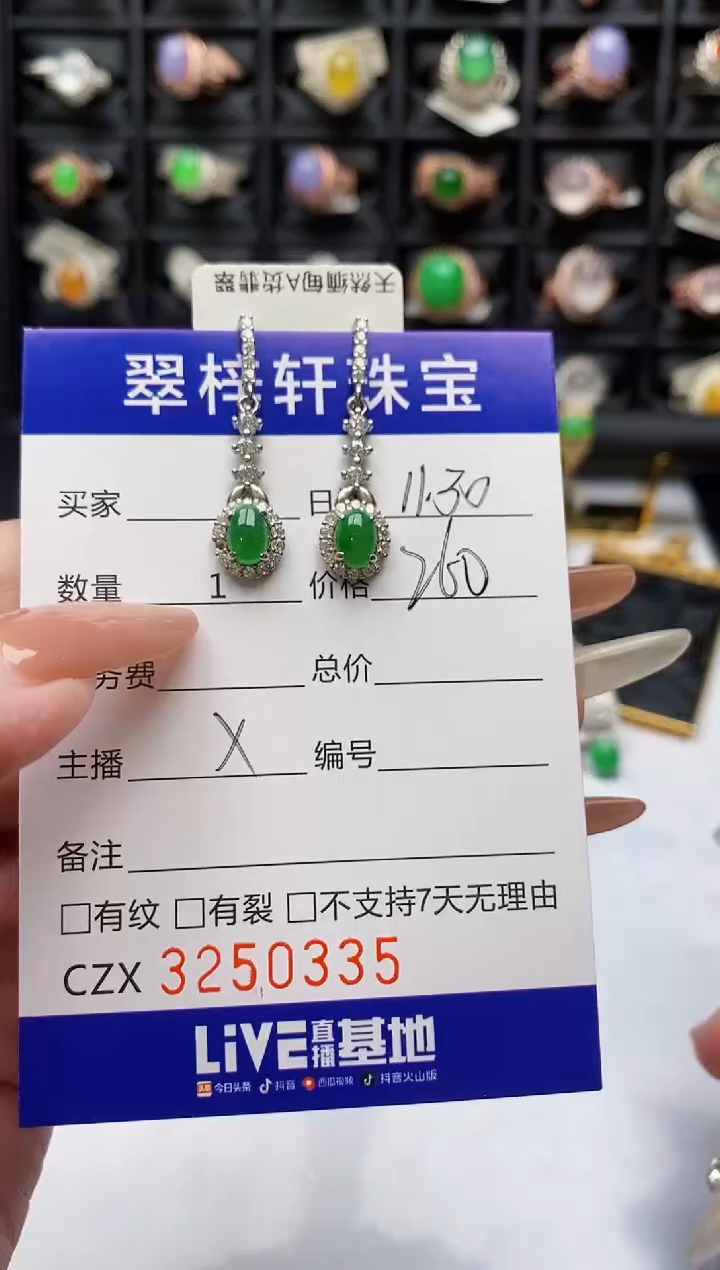 天然缅甸A货翡翠
翠梓轩珠宝
买家 日 11.30
数量 1 价格 260
务费 总价
主播 X 编号
备注
□有纹 □有裂 □不支持7天无理由
CZX 3250335
LiVE直播基地
头条 今日头条 抖音 西瓜视频 抖音火山版